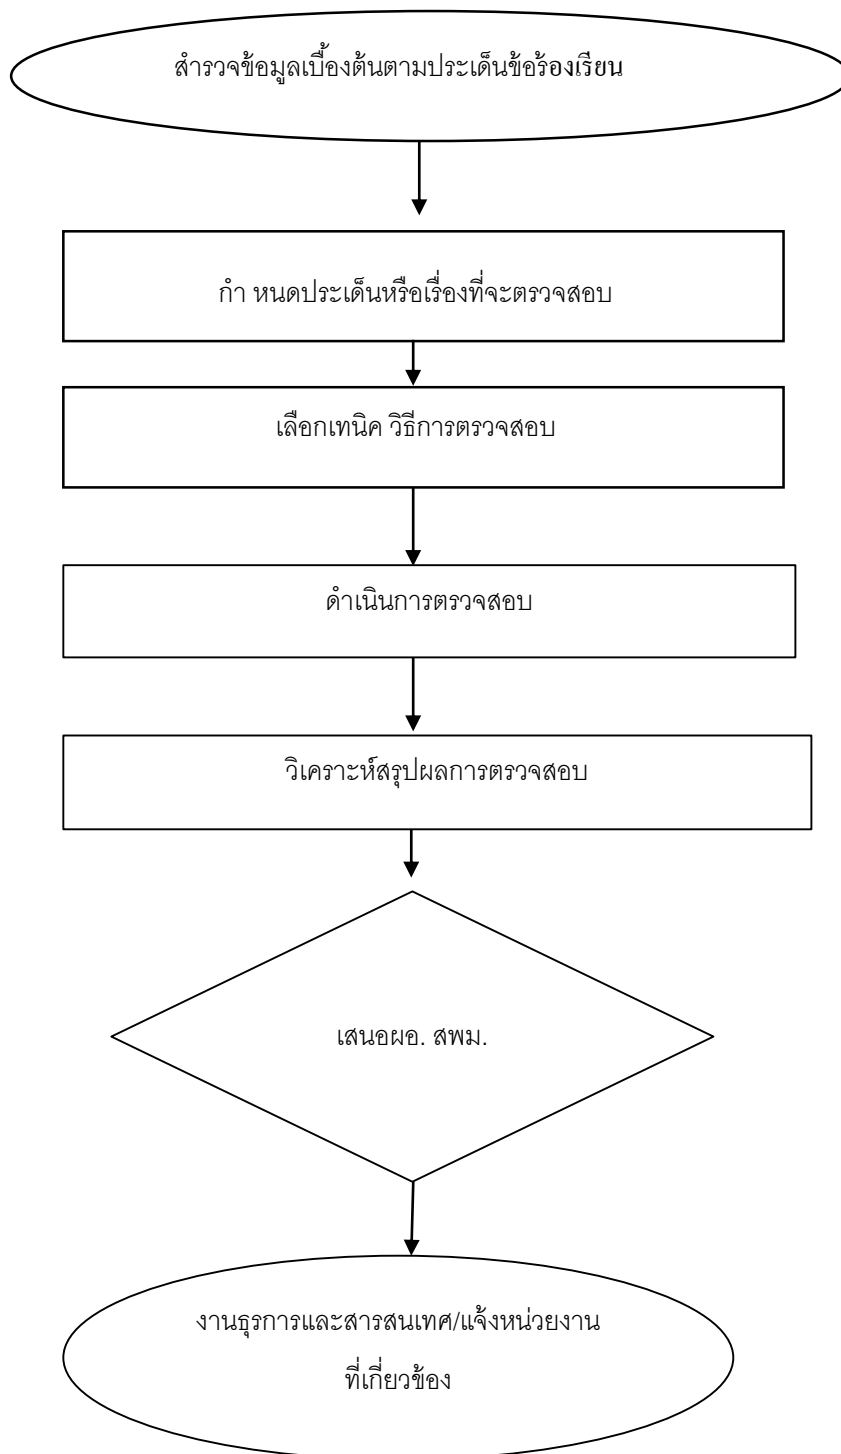 สำรวจข้อมูลเบื้องต้นตามประเด็นข้อร้องเรียน
กำ หนดประเด็นหรือเรื่องที่จะตรวจสอบ
เลือกเทนิค วิธีการตรวจสอบ
ดำเนินการตรวจสอบ
วิเคราะห์สรุปผลการตรวจสอบ
เสนอผอ. สพม.
งานธุรการและสารสนเทศ/แจ้งหน่วยงาน
ที่เกี่ยวข้อง